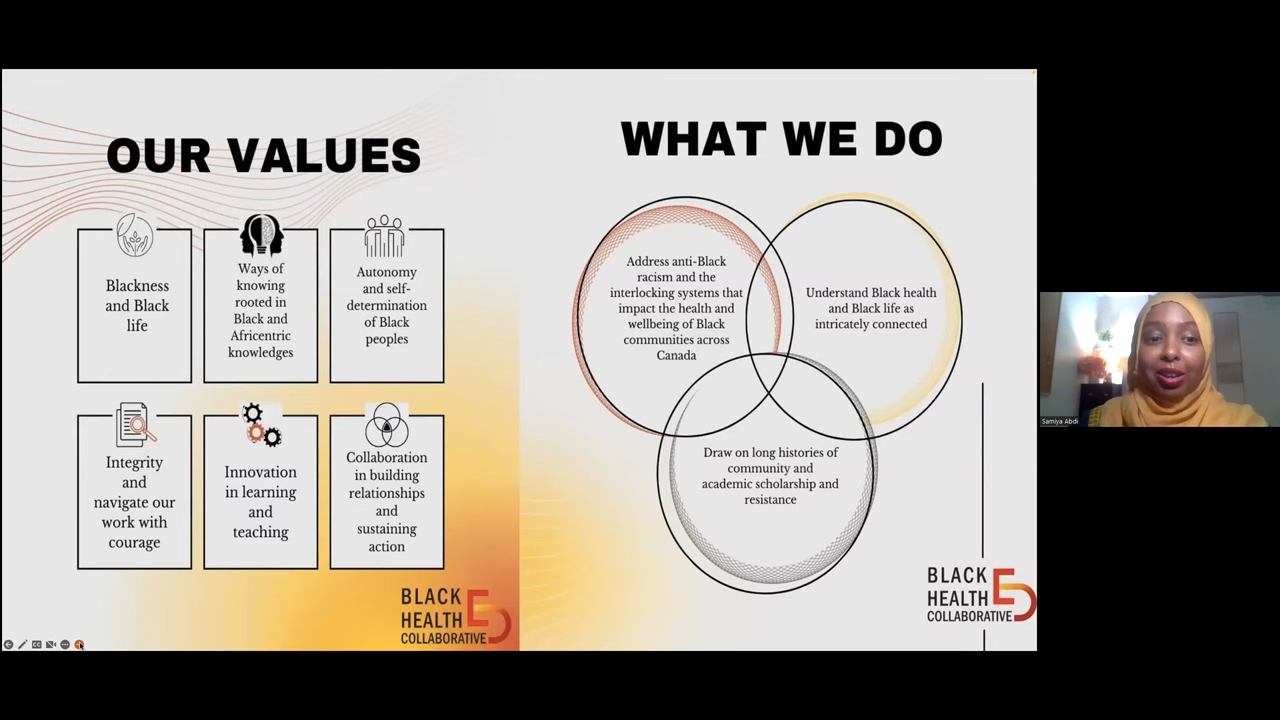 OUR VALUES
Blackness
and Black
life
Ways of
knowing
rooted in
Black and
Africentric
knowledges
Autonomy
and self-
determination
of Black
peoples
Integrity
and
navigate our
work with
courage
Innovation
in learning
and
teaching
Collaboration
in building
relationships
and
sustaining
action
BLACK
HEALTH
COLLABORATIVE
ED
WHAT WE DO
Address anti-Black
racism and the
interlocking systems that
impact the health and
wellbeing of Black
communities across
Canada
Understand Black health
and Black life as
intricately connected
Draw on long histories of
community and
academic scholarship and
resistance
BLACK
HEALTH
COLLABORATIVE
ED
Samiya Abdi